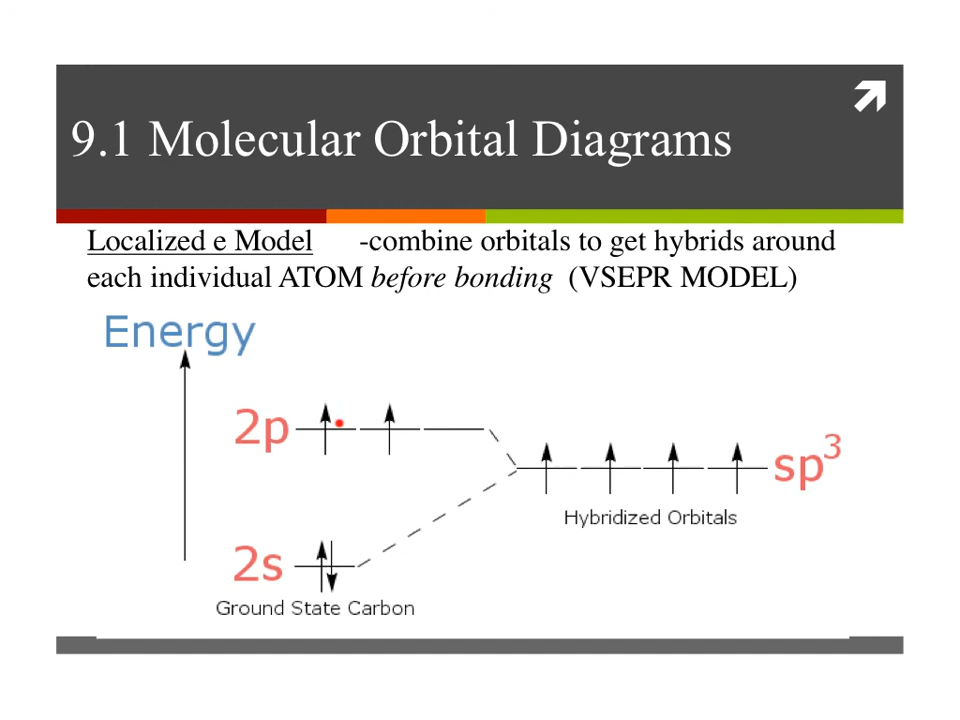 9.1 Molecular Orbital Diagrams
Localized e Model -combine orbitals to get hybrids around
each individual ATOM before bonding (VSEPR MODEL)
Energy
2p
sp³
Hybridized Orbitals
2s
Ground State Carbon